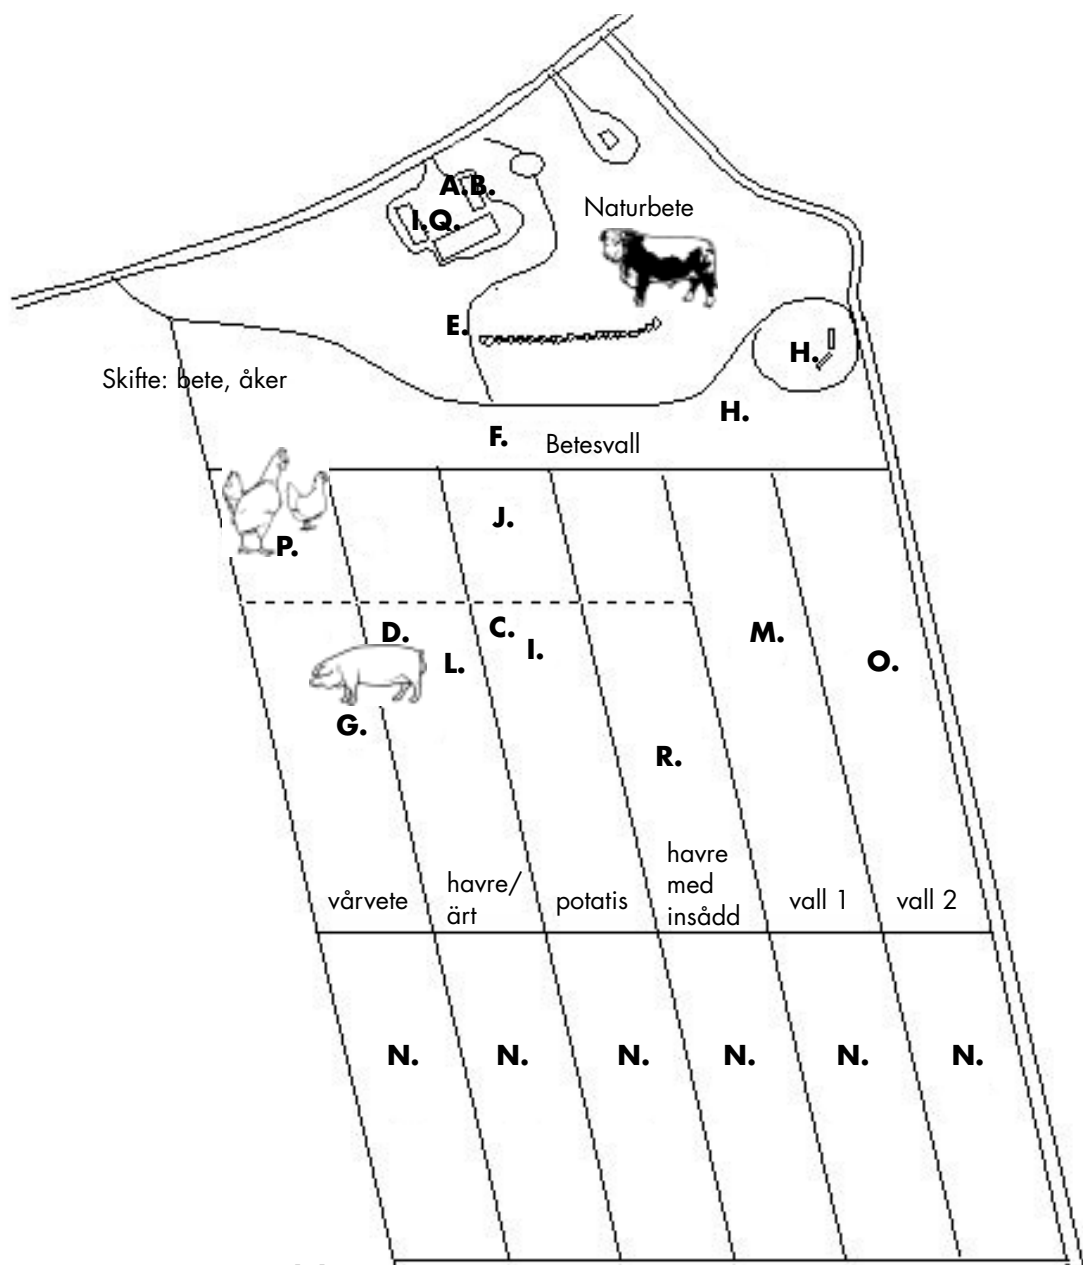 A.B.
Naturbete
I.Q.
E.
H.
Skifte: bete, åker
H.
F.
Betesvall
J.
P.
D.
C.
M.
I.
L.
O.
G.
R.
vårvete
havre/
ärt
potatis
havre
med
insådd
vall 1
vall 2
N.
N.
N.
N.
N.
N.